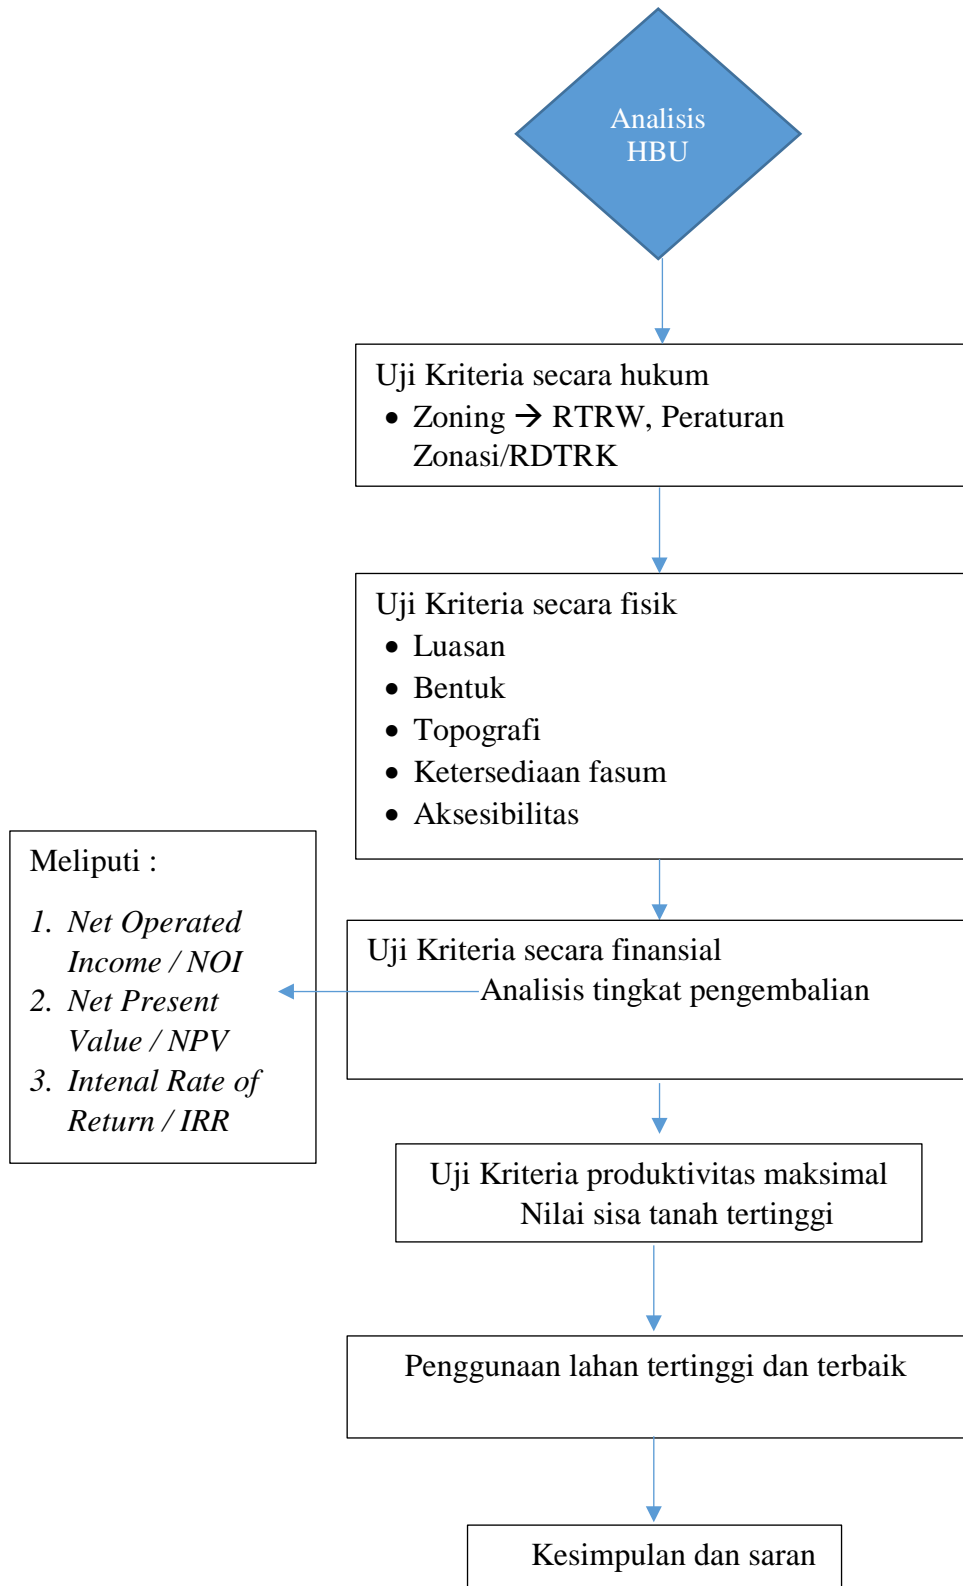 Analisis
HBU
Uji Kriteria secara hukum
• Zoning → RTRW, Peraturan
Zonasi/RDTRK
Uji Kriteria secara fisik
• Luasan
• Bentuk
• Topografi
• Ketersediaan fasum
• Aksesibilitas
Meliputi :
1. Net Operated
Income / NOI
2. Net Present
Value / NPV
3. Intenal Rate of
Return / IRR
Uji Kriteria secara finansial
Analisis tingkat pengembalian
Uji Kriteria produktivitas maksimal
Nilai sisa tanah tertinggi
Penggunaan lahan tertinggi dan terbaik
Kesimpulan dan saran